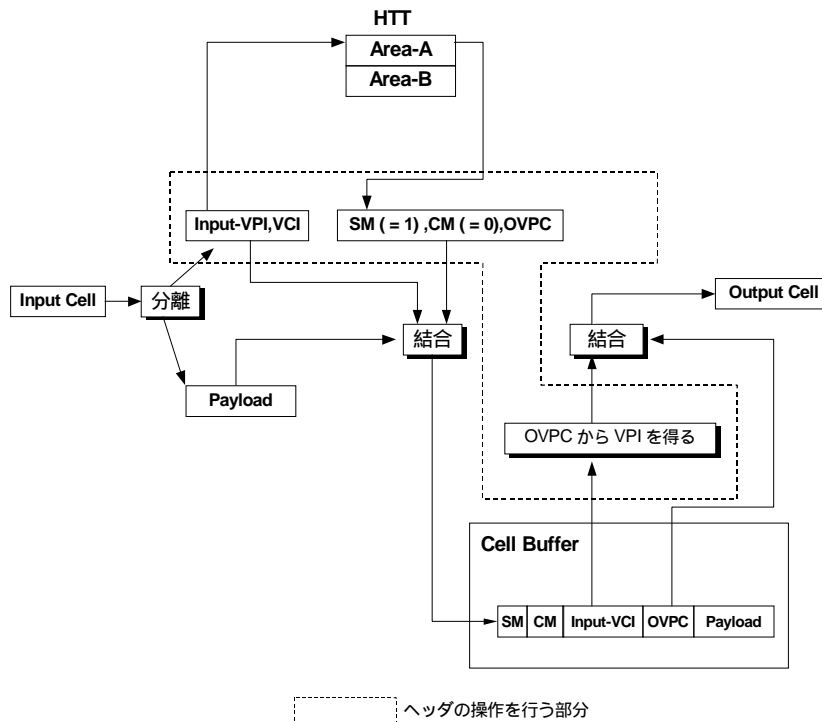 HTT
Area-A
Area-B
Input-VPI,VCI
SM ( = 1) ,CM ( = 0),OVPC
Input Cell
分離
結合
結合
Output Cell
Payload
OVPC から VPI を得る
Cell Buffer
SM CM Input-VCI OVPC Payload
ヘッダの操作を行う部分